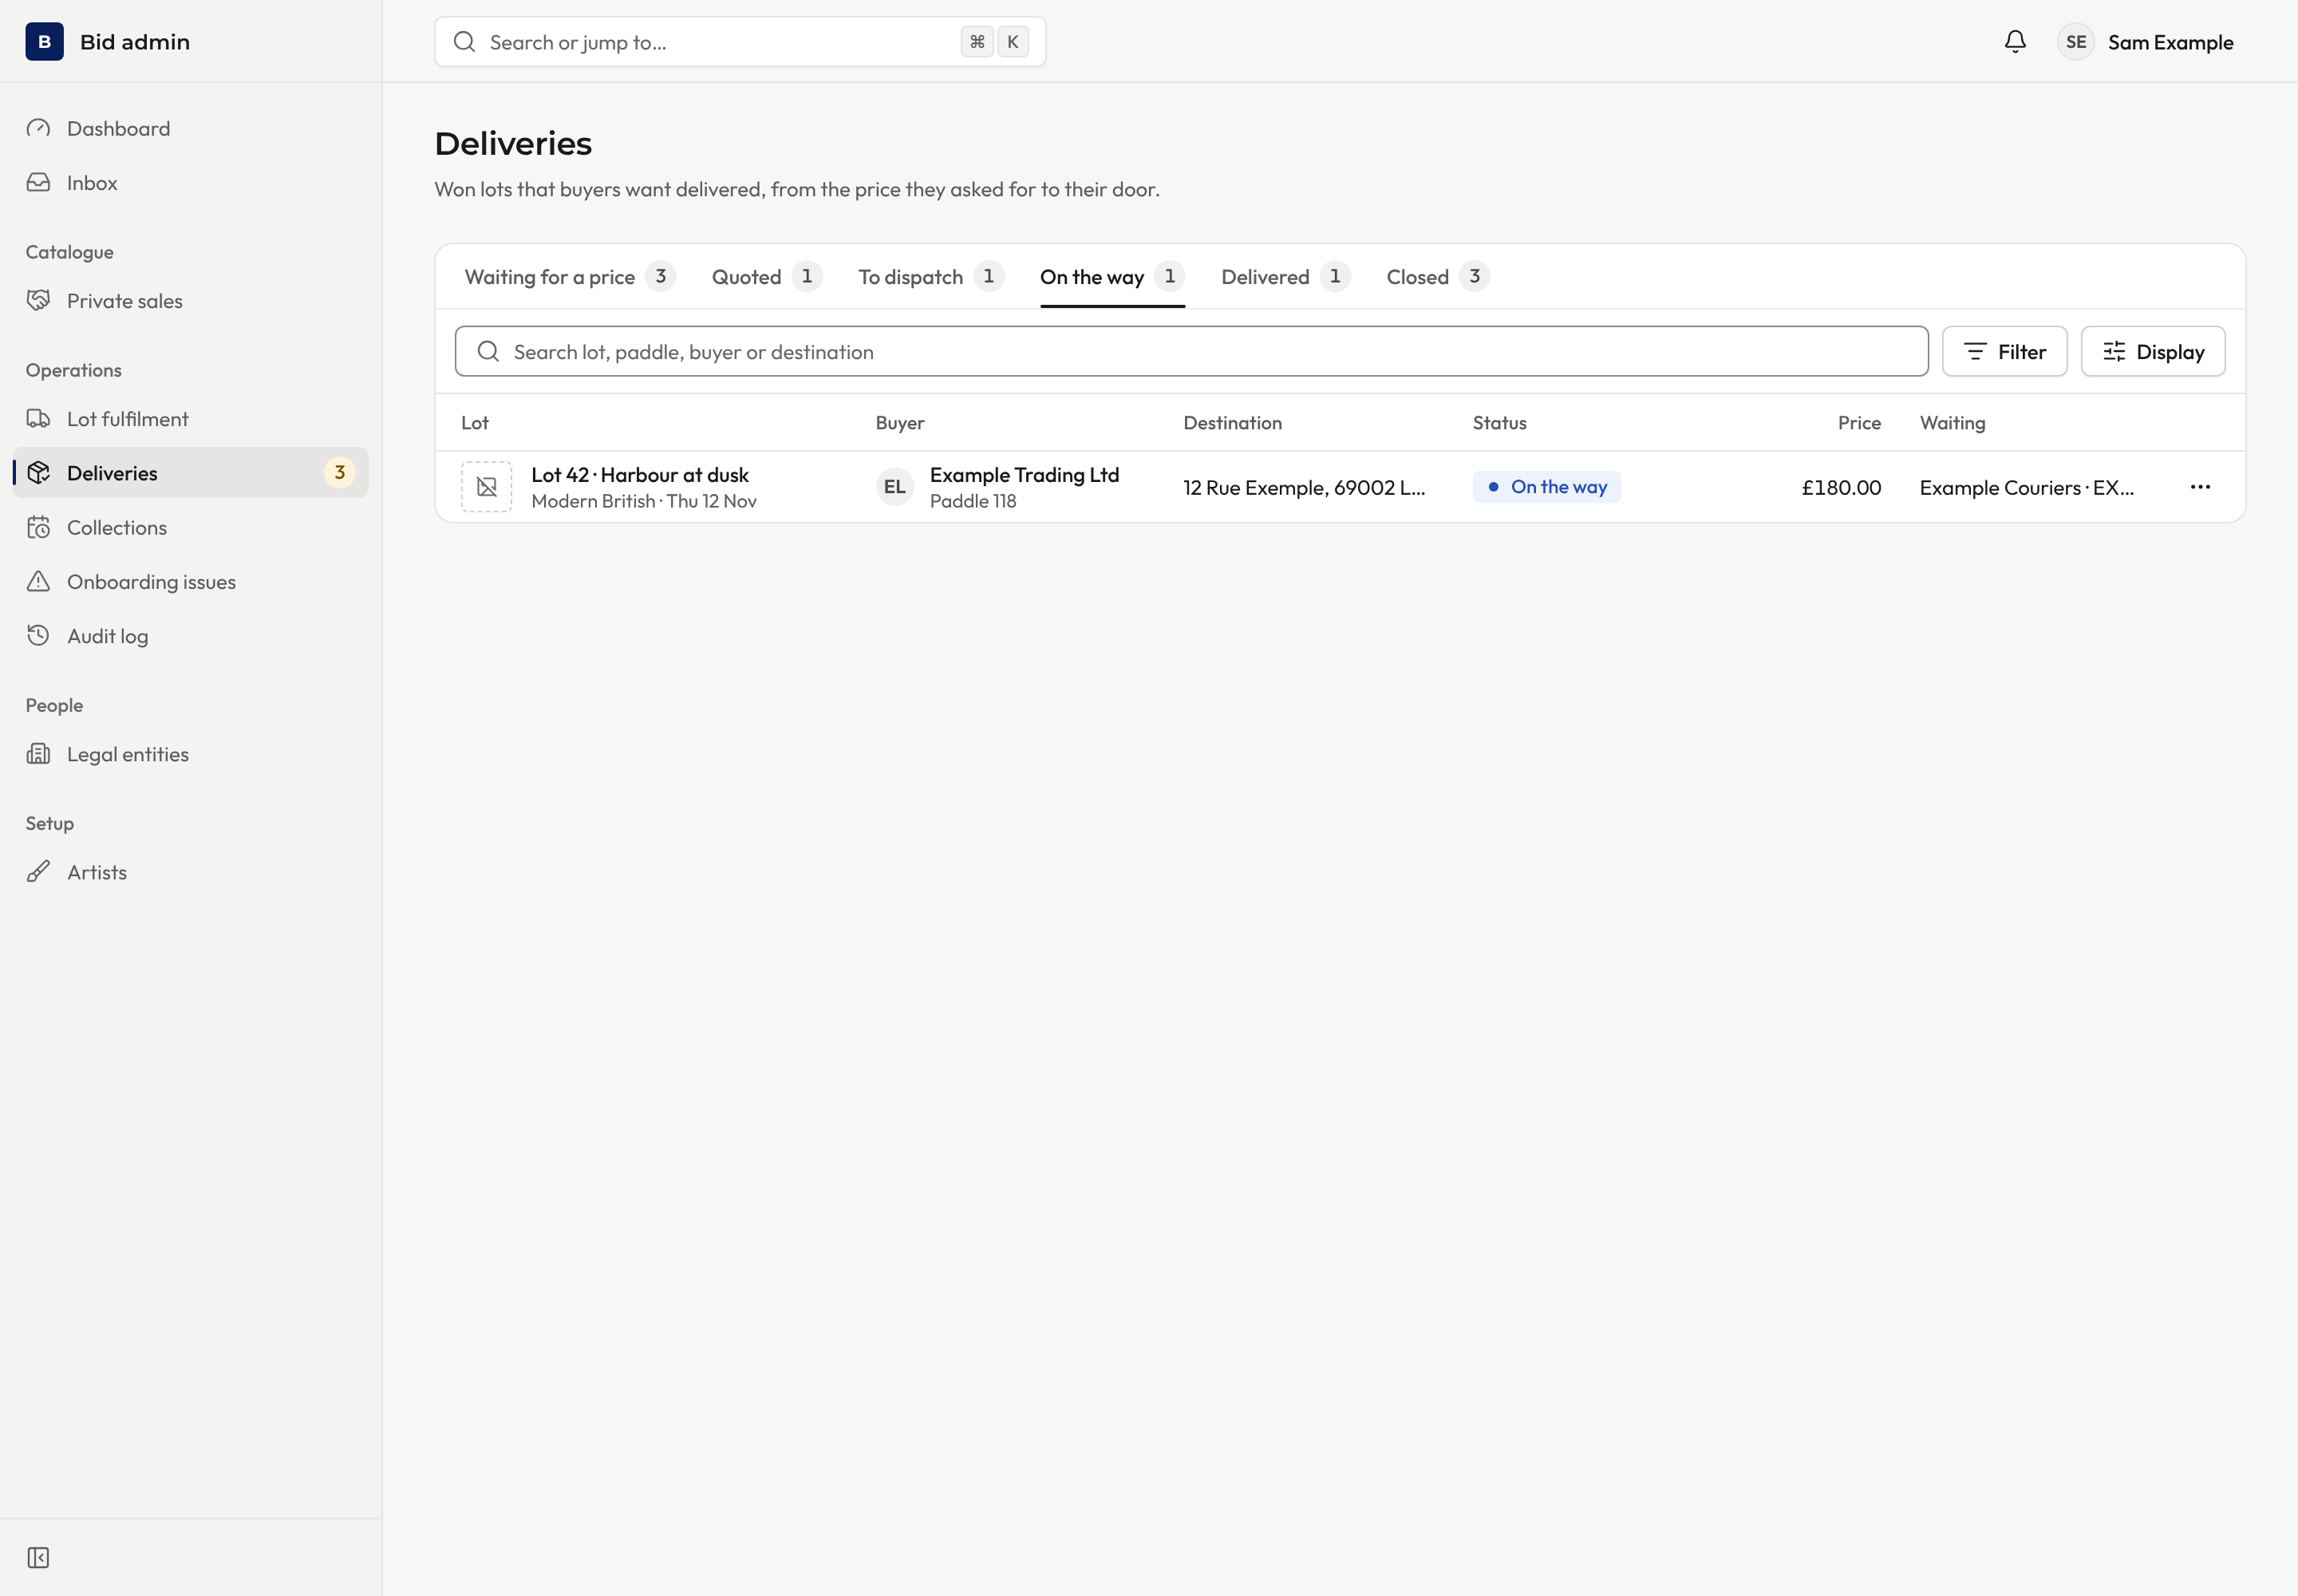 B Bid admin
Search or jump to... ⌘ K
SE Sam Example
Dashboard
Inbox
Catalogue
Private sales
Operations
Lot fulfilment
Deliveries 3
Collections
Onboarding issues
Audit log
People
Legal entities
Setup
Artists
Deliveries
Won lots that buyers want delivered, from the price they asked for to their door.
Waiting for a price 3 Quoted 1 To dispatch 1 On the way 1 Delivered 1 Closed 3
Search lot, paddle, buyer or destination
Filter Display
Lot Buyer Destination Status Price Waiting
Lot 42 · Harbour at dusk
Modern British · Thu 12 Nov
EL Example Trading Ltd
Paddle 118
12 Rue Exemple, 69002 L...
On the way
£180.00
Example Couriers · EX...